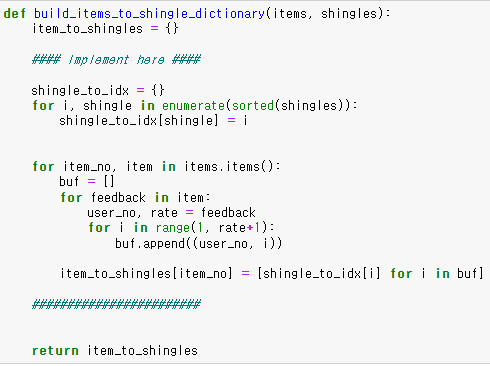 def build_items_to_shingle_dictionary(items, shingles):
    item_to_shingles = {}

    #### Implement here ####

    shingle_to_idx = {}
    for i, shingle in enumerate(sorted(shingles)):
        shingle_to_idx[shingle] = i


    for item_no, item in items.items():
        buf = []
        for feedback in item:
            user_no, rate = feedback
            for i in range(1, rate+1):
                buf.append((user_no, i))

        item_to_shingles[item_no] = [shingle_to_idx[i] for i in buf]

    ########################


    return item_to_shingles